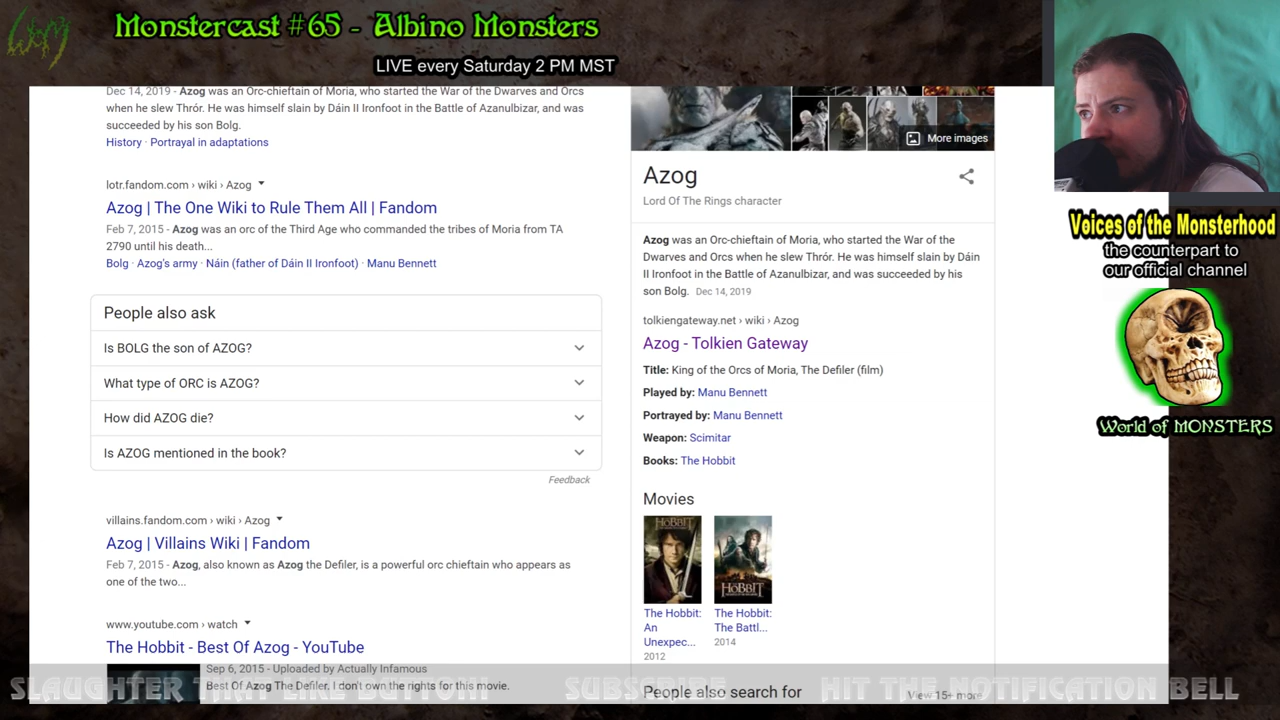 Monstercast #65 - Albino Monsters
LIVE every Saturday 2 PM MST
Dec 14, 2019 - Azog was an Orc-chieftain of Moria, who started the War of the Dwarves and Orcs
when he slew Thrór. He was himself slain by Dáin II Ironfoot in the Battle of Azanulbizar, and was
succeeded by his son Bolg.
History · Portrayal in adaptations
lotr.fandom.com › wiki › Azog
Azog | The One Wiki to Rule Them All | Fandom
Feb 7, 2015 - Azog was an orc of the Third Age who commanded the tribes of Moria from TA
2790 until his death...
Bolg · Azog's army · Náin (father of Dáin II Ironfoot) · Manu Bennett
People also ask
Is BOLG the son of AZOG?
What type of ORC is AZOG?
How did AZOG die?
Is AZOG mentioned in the book?
Feedback
villains.fandom.com › wiki › Azog
Azog | Villains Wiki | Fandom
Feb 7, 2015 - Azog, also known as Azog the Defiler, is a powerful orc chieftain who appears as
one of the two...
www.youtube.com › watch
The Hobbit - Best Of Azog - YouTube
Sep 6, 2015 - Uploaded by Actually Infamous
Best Of Azog The Defiler, I don't own the rights for this movie.
More images
Azog
Lord Of The Rings character
Azog was an Orc-chieftain of Moria, who started the War of the
Dwarves and Orcs when he slew Thrór. He was himself slain by Dáin
II Ironfoot in the Battle of Azanulbizar, and was succeeded by his
son Bolg. Dec 14, 2019
tolkiengateway.net › wiki › Azog
Azog - Tolkien Gateway
Title: King of the Orcs of Moria, The Defiler (film)
Played by: Manu Bennett
Portrayed by: Manu Bennett
Weapon: Scimitar
Books: The Hobbit
Movies
HOBBIT
HOBBIT
The Hobbit:
An
Unexpec...
2012
The Hobbit:
The Battl...
2014
People also search for
View 15+ more
Voices of the Monsterhood
the counterpart to
our official channel
World of MONSTERS
SUBSCRIBE
HIT THE NOTIFICATION BELL